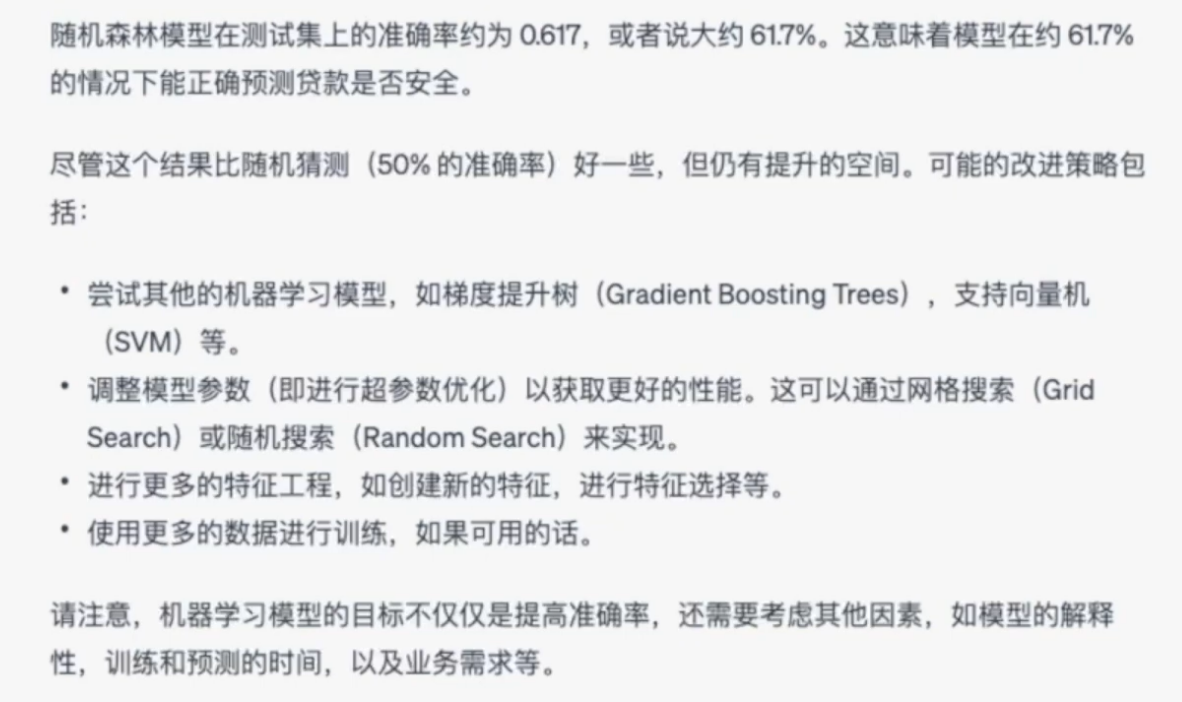 随机森林模型在测试集上的准确率约为 0.617，或者说大约 61.7%。这意味着模型在约 61.7%
的情况下能正确预测贷款是否安全。
尽管这个结果比随机猜测（50% 的准确率）好一些，但仍有提升的空间。可能的改进策略包
括：
• 尝试其他的机器学习模型，如梯度提升树（Gradient Boosting Trees），支持向量机
（SVM）等。
• 调整模型参数（即进行超参数优化）以获取更好的性能。这可以通过网格搜索（Grid
Search）或随机搜索（Random Search）来实现。
• 进行更多的特征工程，如创建新的特征，进行特征选择等。
• 使用更多的数据进行训练，如果可用的话。
请注意，机器学习模型的目标不仅仅是提高准确率，还需要考虑其他因素，如模型的解释
性，训练和预测的时间，以及业务需求等。